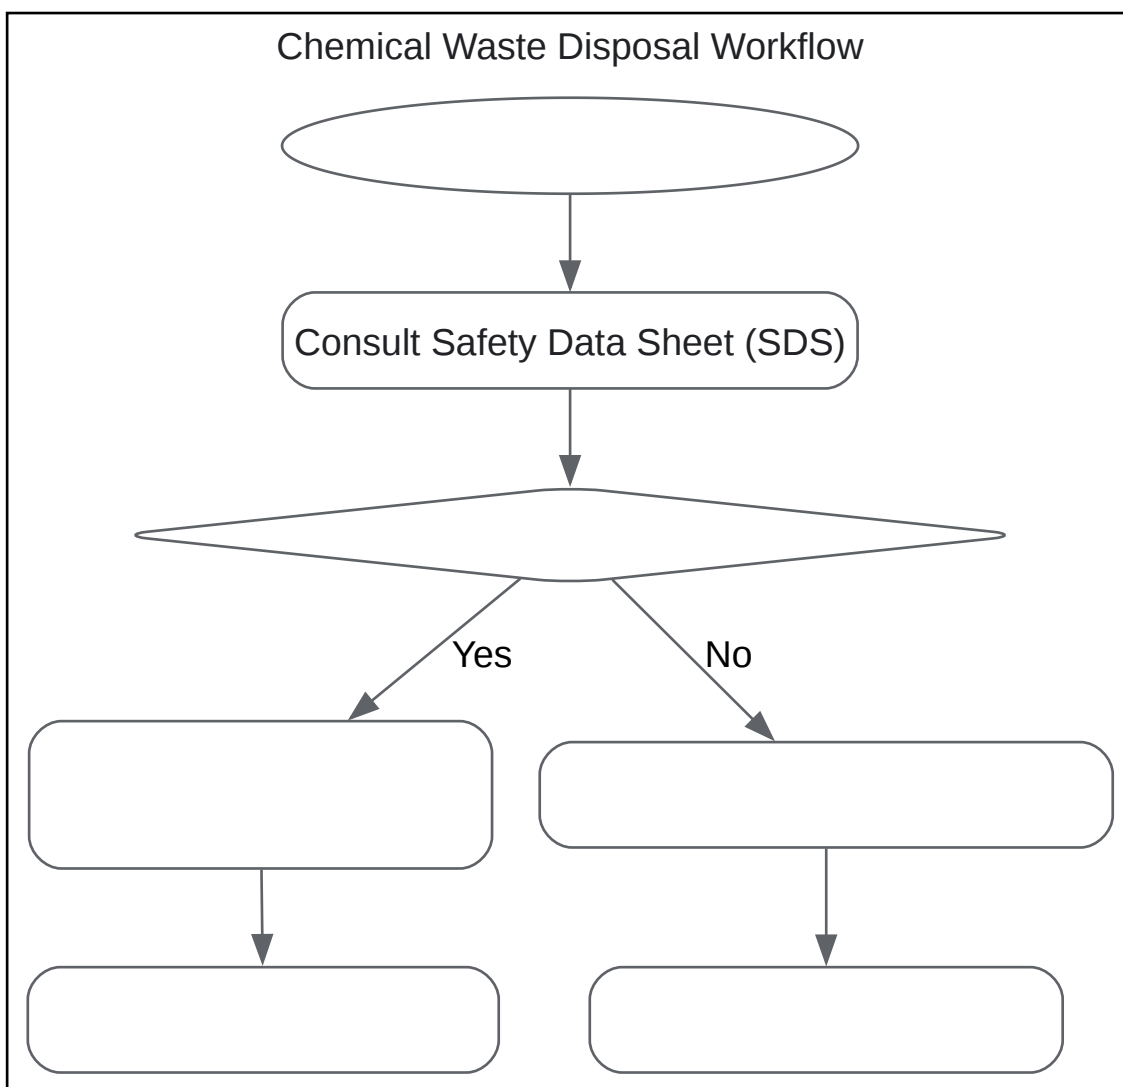 Chemical Waste Disposal Workflow
Consult Safety Data Sheet (SDS)
Yes
No